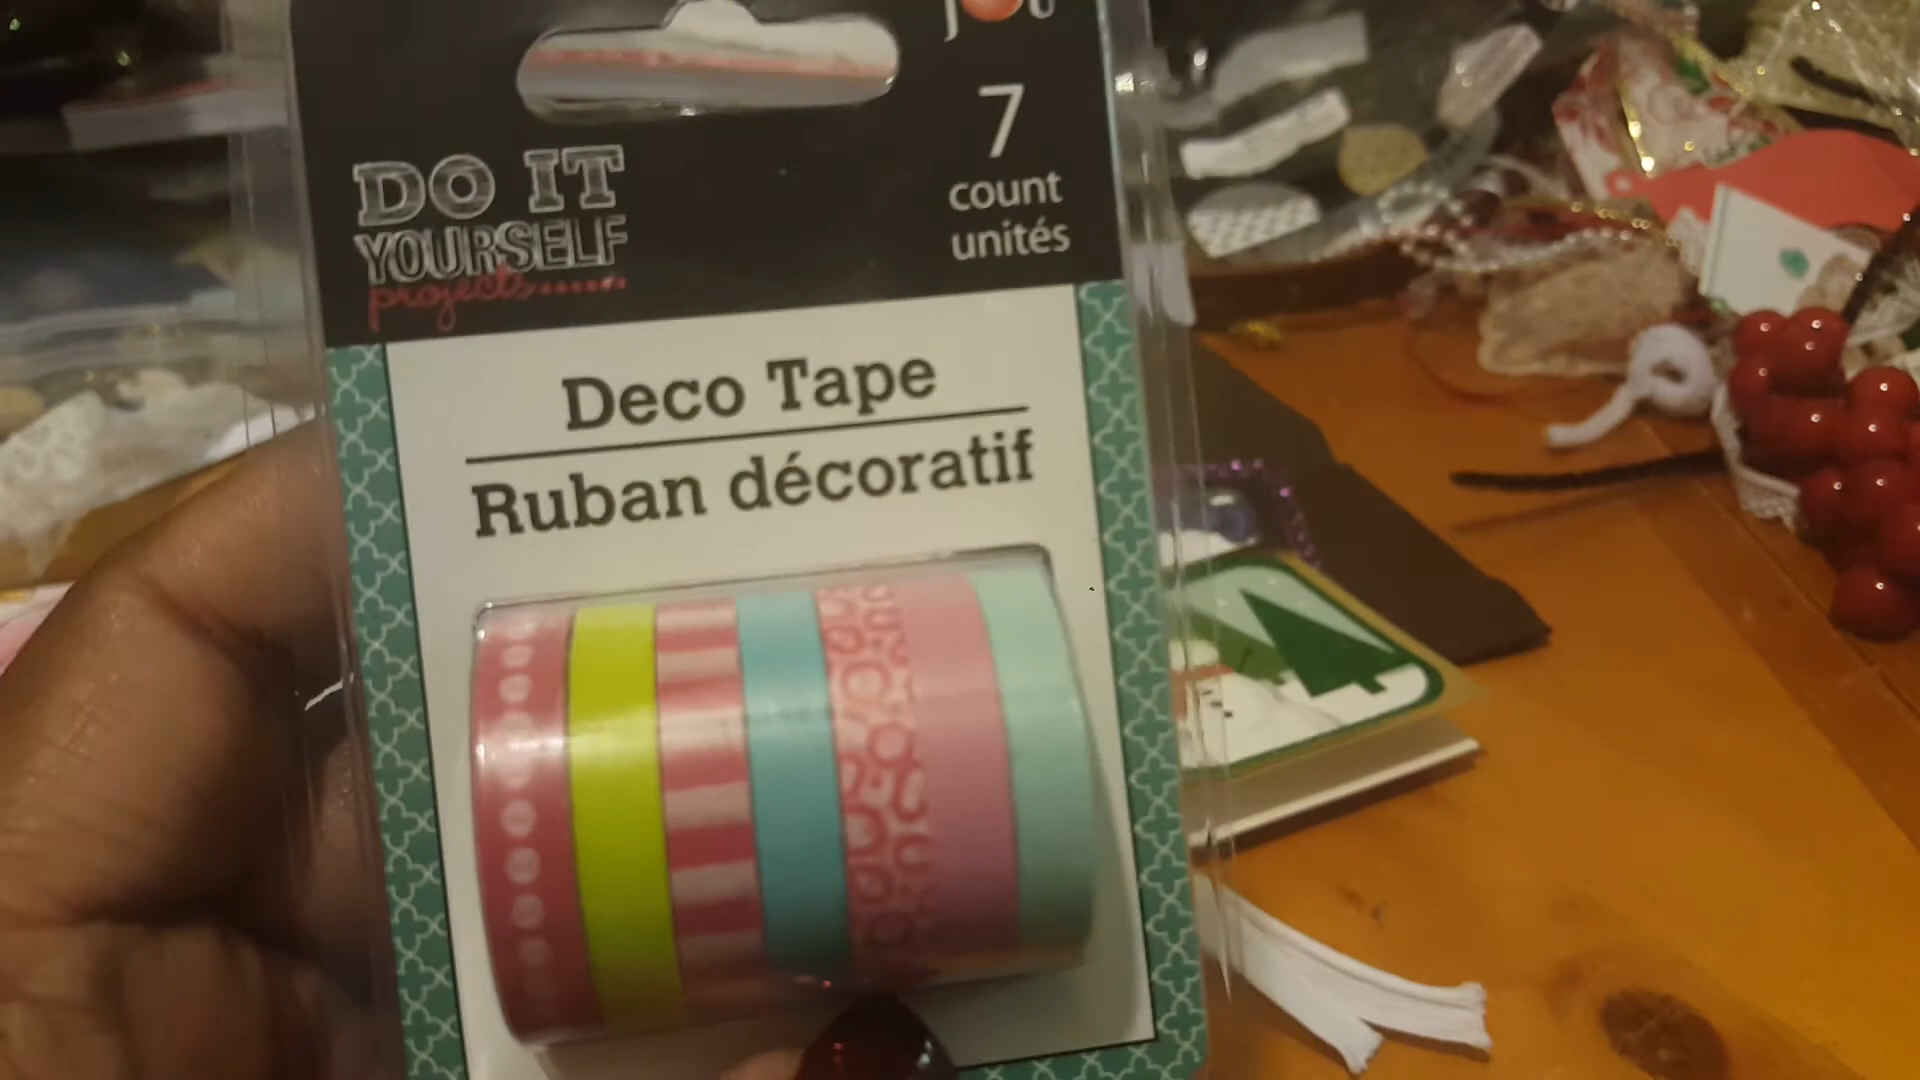 DO IT
YOURSELF
projects......
7
count
unités
Deco Tape
Ruban décoratif